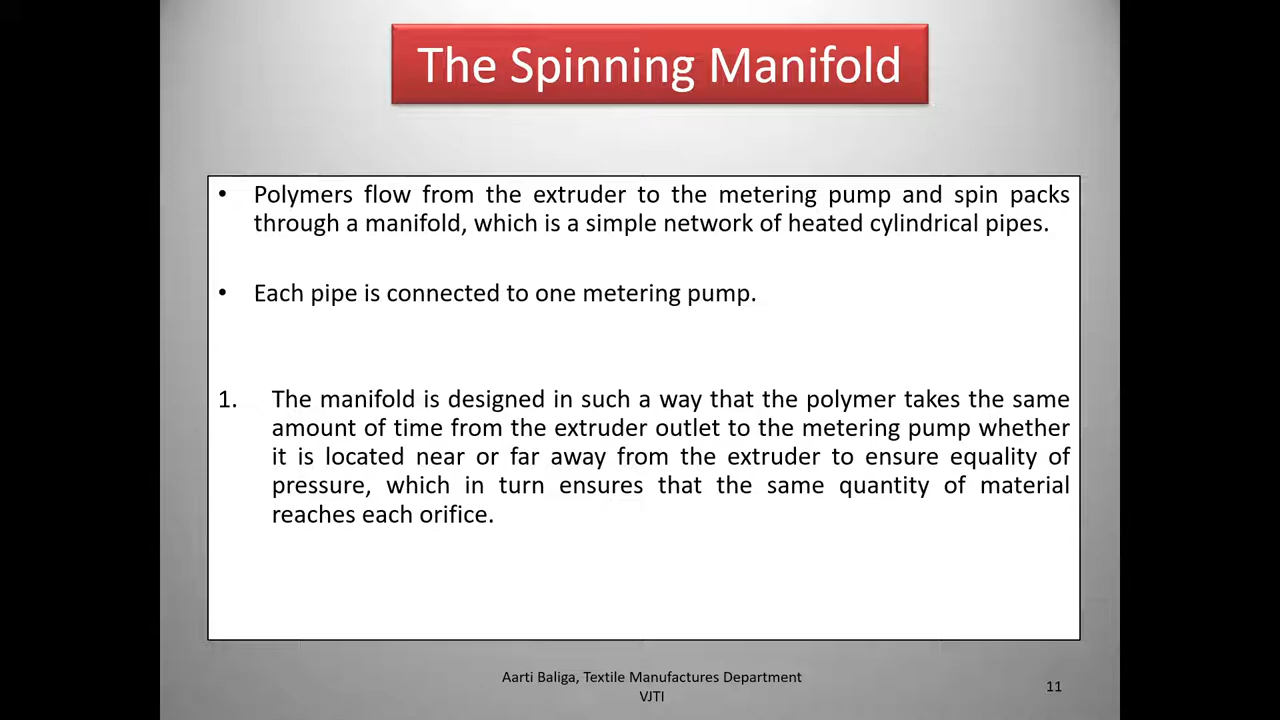 The Spinning Manifold
• Polymers flow from the extruder to the metering pump and spin packs
through a manifold, which is a simple network of heated cylindrical pipes.
• Each pipe is connected to one metering pump.
1. The manifold is designed in such a way that the polymer takes the same
amount of time from the extruder outlet to the metering pump whether
it is located near or far away from the extruder to ensure equality of
pressure, which in turn ensures that the same quantity of material
reaches each orifice.
Aarti Baliga, Textile Manufactures Department
VJTI
11